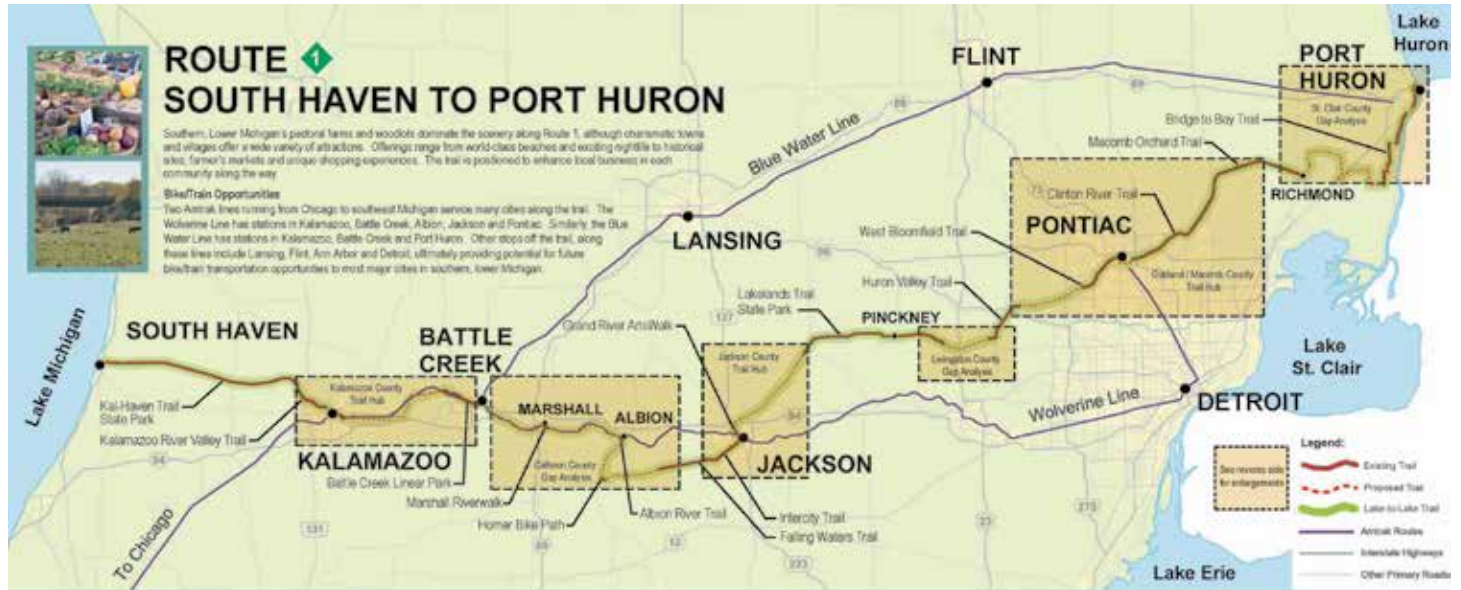 ROUTE 1
SOUTH HAVEN TO PORT HURON
Southern, Lower Michigan's pastoral farms and woodlots dominate the scenery along Route 1, although charismatic towns
and villages offer a wide variety of attractions. Offerings range from world-class beaches and exciting nightlife to historical
sites, farmer's markets and unique shopping experiences. The trail is positioned to enhance local business in each
community along the way.
Bike/Train Opportunities
Two Amtrak lines running from Chicago to southeast Michigan service many cities along the trail. The
Wolverine Line has stations in Kalamazoo, Battle Creek, Albion, Jackson and Pontiac. Similarly, the Blue
Water Line has stations in Kalamazoo, Battle Creek and Port Huron. Other stops off the trail, along
these lines include Lansing, Flint, Ann Arbor and Detroit, ultimately providing potential for future
bike/train transportation opportunities to most major cities in southern, lower Michigan.
Lake
Huron
PORT
HURON
St. Clair County
Gap Analysis
Bridge to Bay Trail
Macomb Orchard Trail
RICHMOND
FLINT
69
Blue Water Line
LANSING
96
Clinton River Trail
PONTIAC
West Bloomfield Trail
Oakland / Macomb County
Trail Hub
Huron Valley Trail
Lakelands Trail
State Park
PINCKNEY
Livingston County
Gap Analysis
127
Grand River ArtsWalk
Jackson County
Trail Hub
94
JACKSON
Intercity Trail
Falling Waters Trail
Lake Michigan
SOUTH HAVEN
Kal-Haven Trail
State Park
Kalamazoo River Valley Trail
94
Kalamazoo County
Trail Hub
KALAMAZOO
BATTLE
CREEK
Battle Creek Linear Park
MARSHALL
ALBION
Calhoun County
Gap Analysis
Marshall Riverwalk
Homer Bike Path
Albion River Trail
To Chicago
131
69
223
23
275
Wolverine Line
DETROIT
Lake
St. Clair
Lake Erie
See reverse side
for enlargements
Legend:
Existing Trail
Proposed Trail
Lake-to-Lake Trail
Amtrak Routes
Interstate Highways
Other Primary Roads